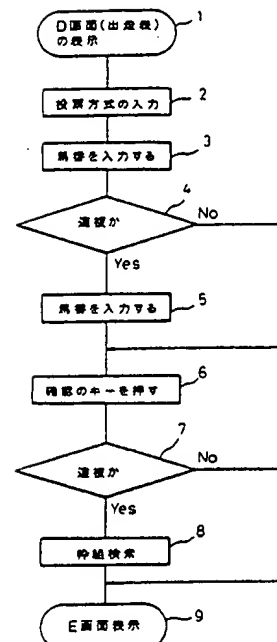 D画面(出走表)
の表示
1
投票方式の入力
2
馬番を入力する
3
連複か
4
No
Yes
馬番を入力する
5
確認のキーを押す
6
連複か
7
No
Yes
枠組検索
8
E画面表示
9